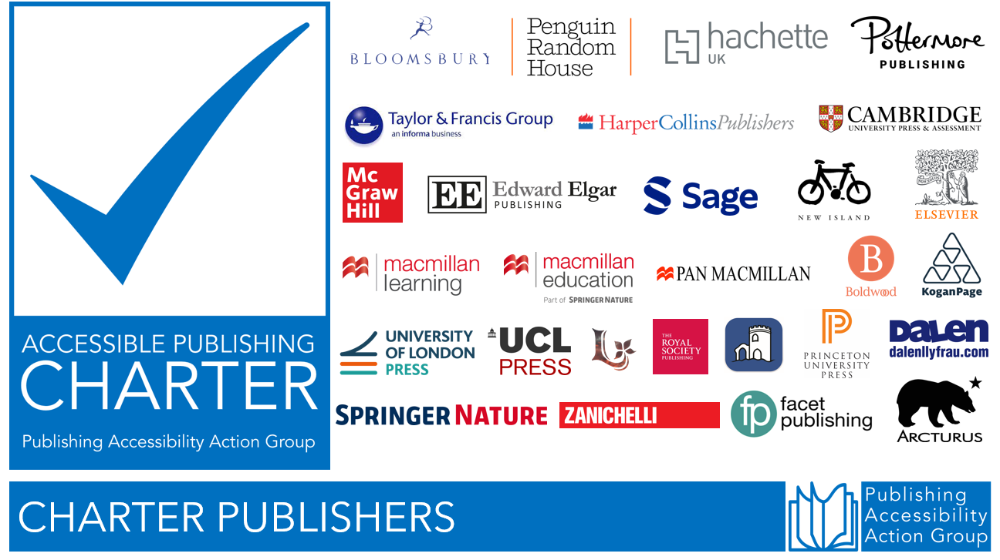 ACCESSIBLE PUBLISHING
CHARTER
Publishing Accessibility Action Group
BLOOMSBURY
Penguin
Random
House
hachette
UK
Pottermore
PUBLISHING
Taylor & Francis Group
an informa business
HarperCollinsPublishers
CAMBRIDGE
UNIVERSITY PRESS & ASSESSMENT
Mc
Graw
Hill
EE
Edward Elgar
PUBLISHING
S
Sage
NEW ISLAND
ELSEVIER
macmillan
learning
macmillan
education
Part of SPRINGER NATURE
PAN MACMILLAN
B
Boldwood
KoganPage
UNIVERSITY
OF LONDON
PRESS
UCL
PRESS
THE
ROYAL
SOCIETY
PUBLISHING
P
PRINCETON
UNIVERSITY
PRESS
DALEN
dalenllyfrau.com
SPRINGER NATURE
ZANICHELLI
fp
facet
publishing
ARCTURUS
CHARTER PUBLISHERS
Publishing
Accessibility
Action Group